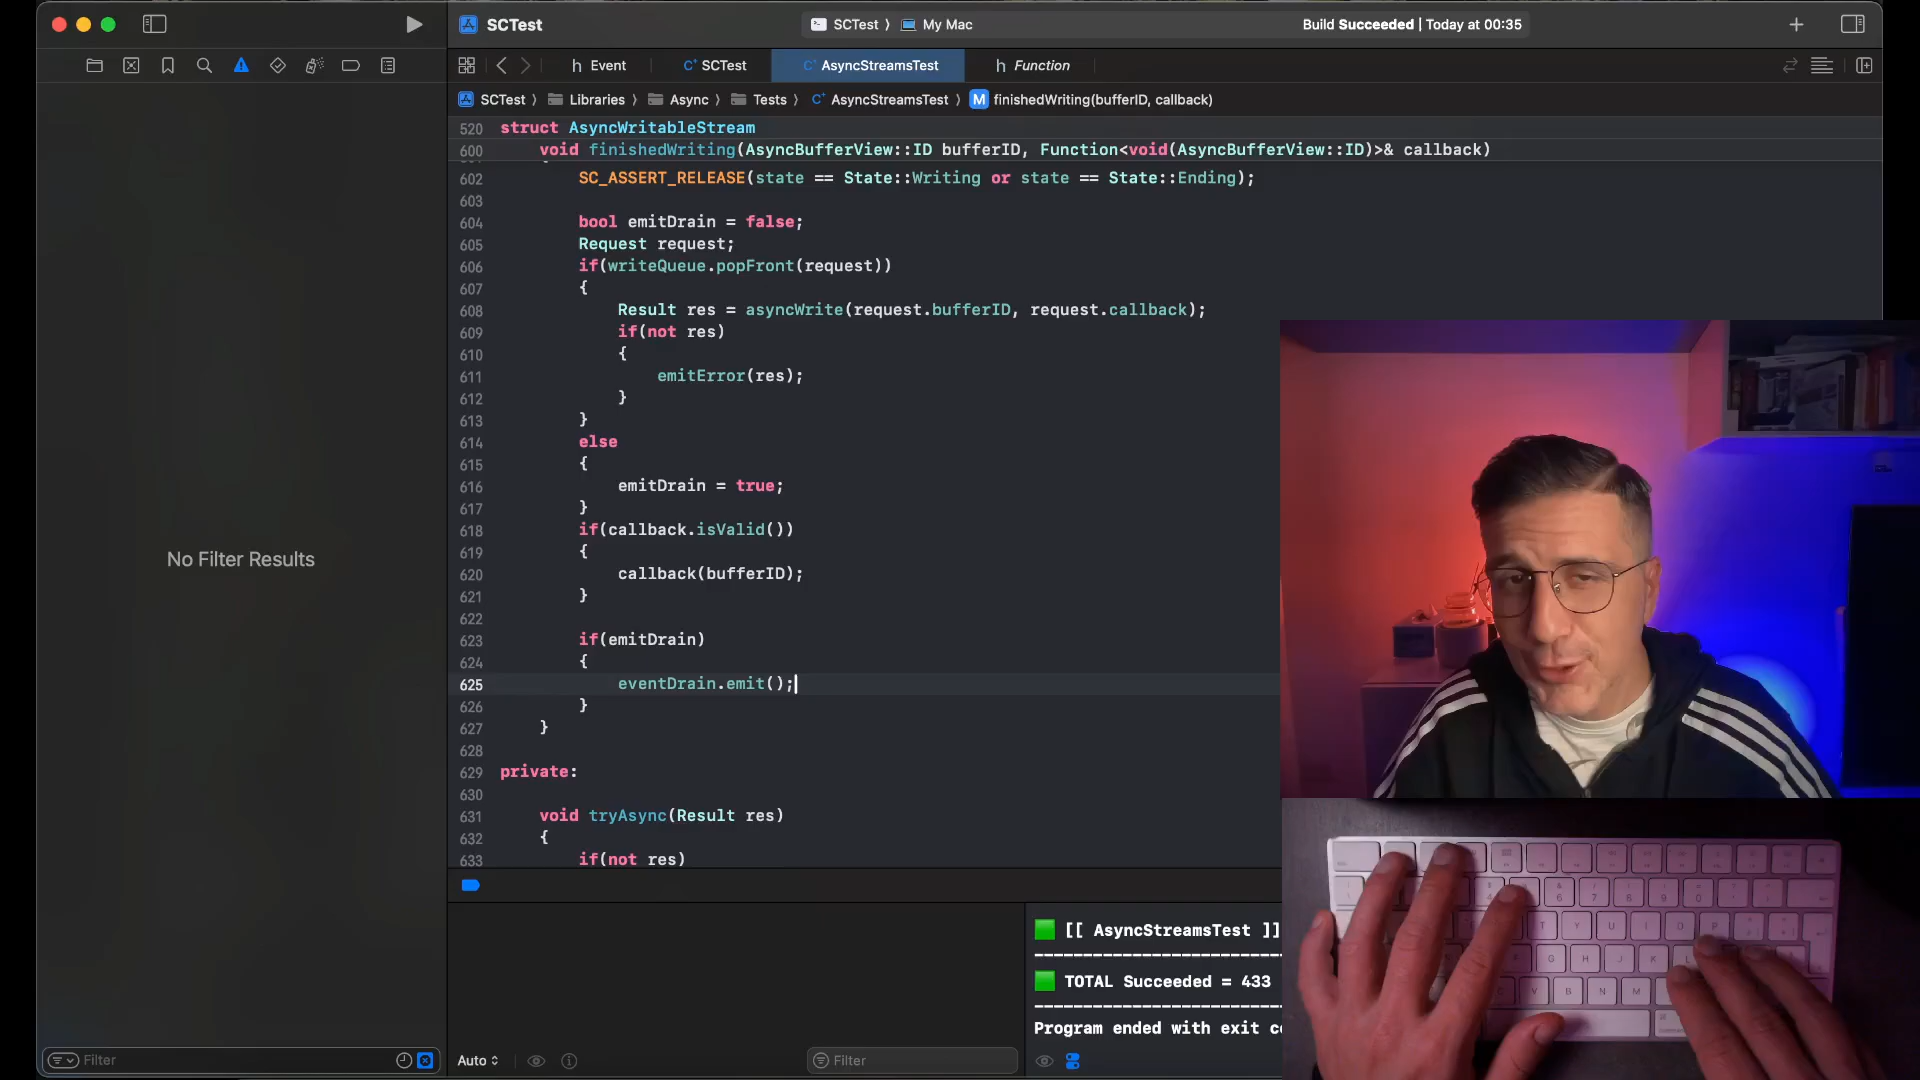 SCTest
SCTest 〉 My Mac
Build Succeeded | Today at 00:35
h Event
C⁺ SCTest
C⁺ AsyncStreamsTest
h Function
SCTest 〉 Libraries 〉 Async 〉 Tests 〉 C⁺ AsyncStreamsTest 〉 M finishedWriting(bufferID, callback)
520 struct AsyncWritableStream
600 void finishedWriting(AsyncBufferView::ID bufferID, Function<void(AsyncBufferView::ID)>& callback)
602 SC_ASSERT_RELEASE(state == State::Writing or state == State::Ending);
603
604 bool emitDrain = false;
605 Request request;
606 if(writeQueue.popFront(request))
607 {
608 Result res = asyncWrite(request.bufferID, request.callback);
609 if(not res)
610 {
611 emitError(res);
612 }
613 }
614 else
615 {
616 emitDrain = true;
617 }
618 if(callback.isValid())
619 {
620 callback(bufferID);
621 }
622
623 if(emitDrain)
624 {
625 eventDrain.emit();
626 }
627 }
628
629 private:
630
631 void tryAsync(Result res)
632 {
633 if(not res)
No Filter Results
[[ AsyncStreamsTest ]]
TOTAL Succeeded = 433
Program ended with exit co
Filter
Auto
Filter